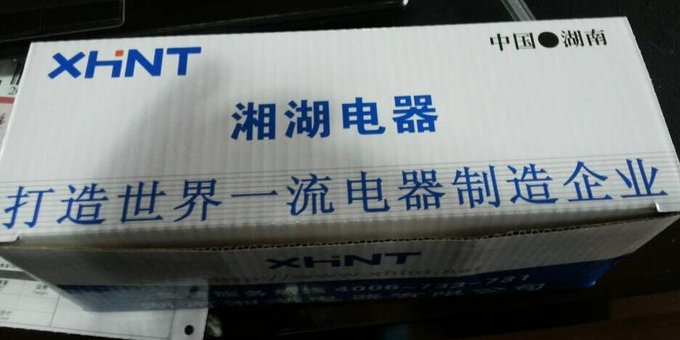 XHNT
中国●湖南
湘湖电器
打造世界一流电器制造企业
XHNT
4006-733-731